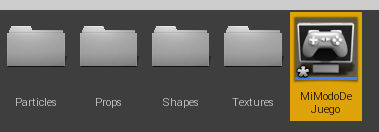 Particles
Props
Shapes
Textures
MiModoDe
Juego